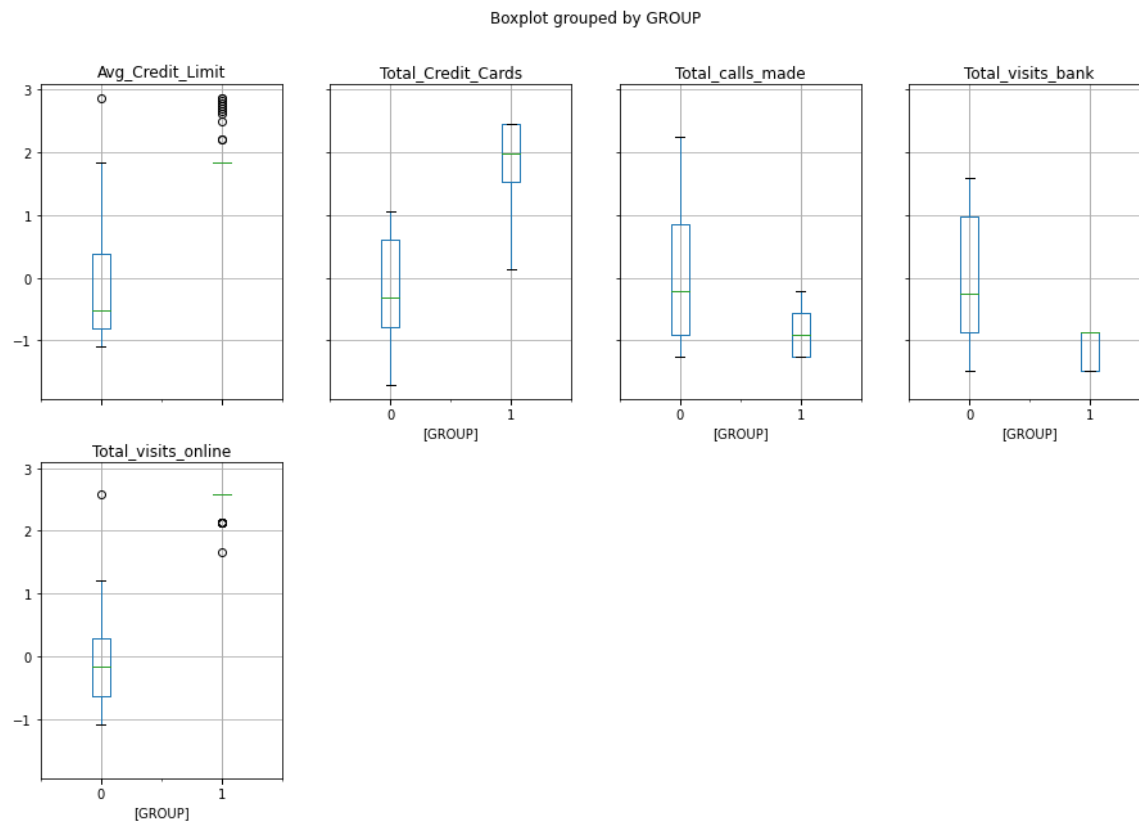 Boxplot grouped by GROUP
Avg_Credit_Limit
Total_Credit_Cards
Total_calls_made
Total_visits_bank
3
2
1
0
−1
0
1
[GROUP]
0
1
[GROUP]
0
1
[GROUP]
Total_visits_online
3
2
1
0
−1
0
1
[GROUP]